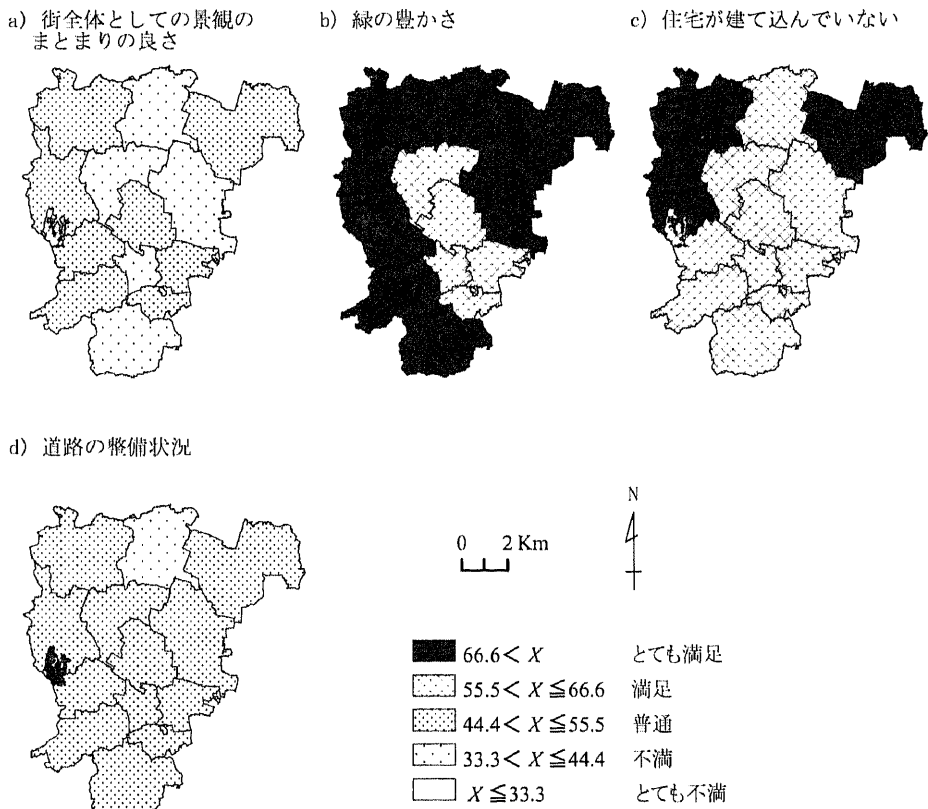 a) 街全体としての景観の
まとまりの良さ
b) 緑の豊かさ
c) 住宅が建て込んでいない
d) 道路の整備状況
N
0 2 Km
66.6< X とても満足
55.5< X ≦66.6 満足
44.4< X ≦55.5 普通
33.3< X ≦44.4 不満
X ≦33.3 とても不満